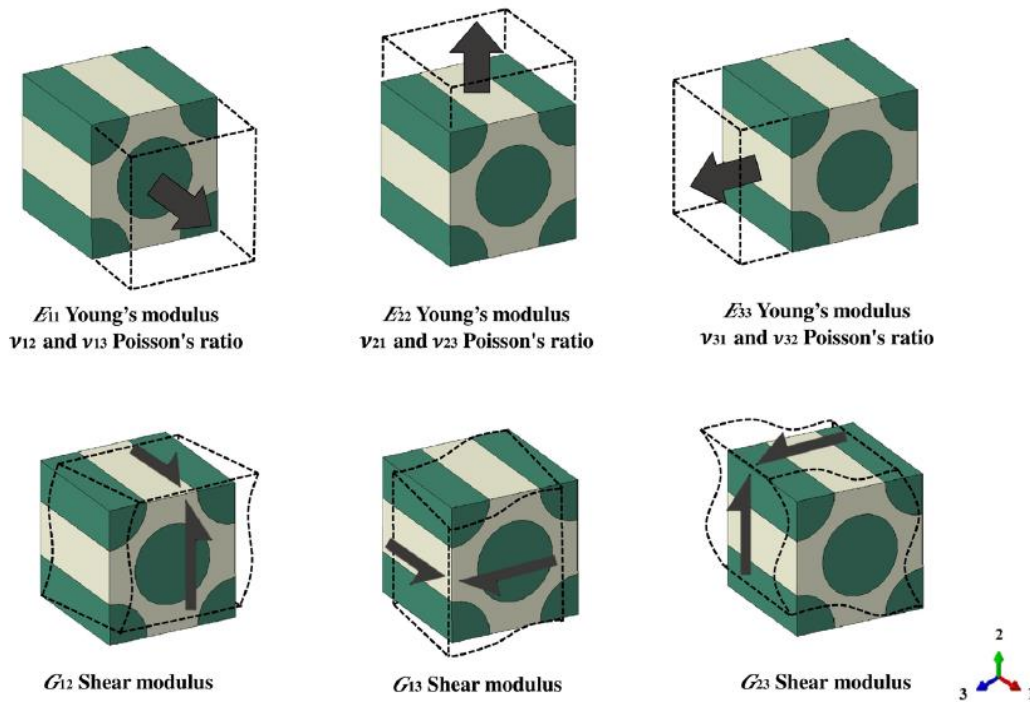 E11 Young's modulus
ν12 and ν13 Poisson's ratio
E22 Young's modulus
ν21 and ν23 Poisson's ratio
E33 Young's modulus
ν31 and ν32 Poisson's ratio
G12 Shear modulus
G13 Shear modulus
G23 Shear modulus
2
3
1